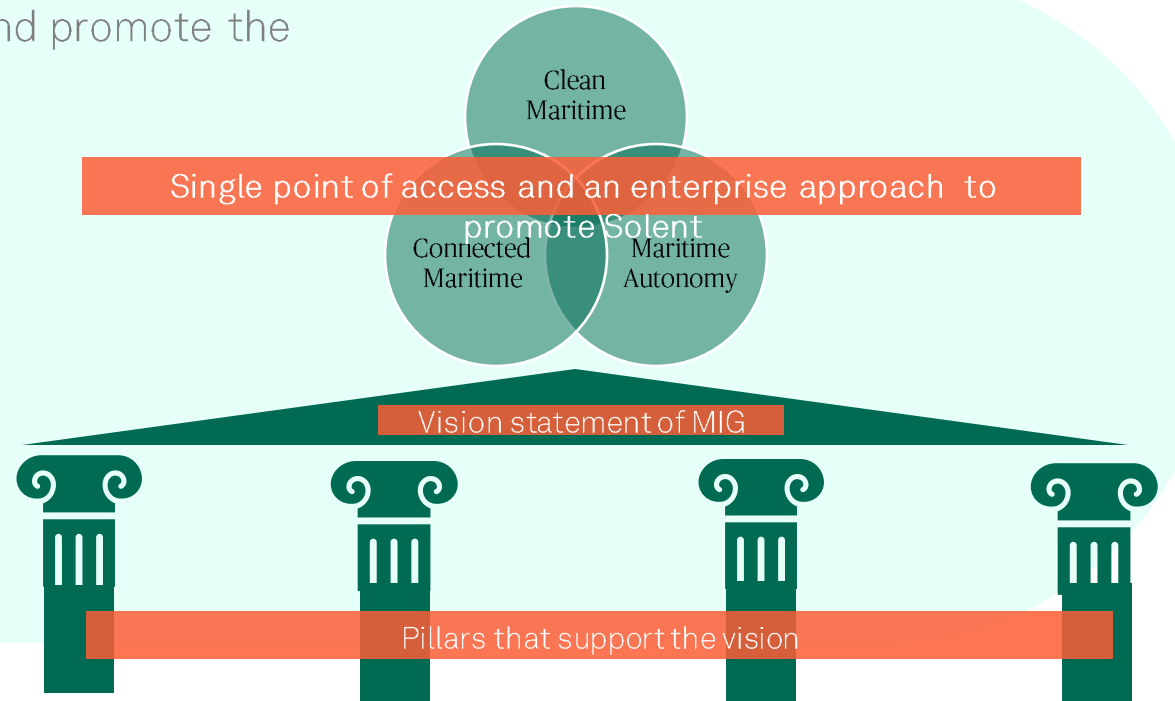 nd promote the
Clean
Maritime
Single point of access and an enterprise approach to
promote Solent
Connected
Maritime
Maritime
Autonomy
Vision statement of MIG
Pillars that support the vision